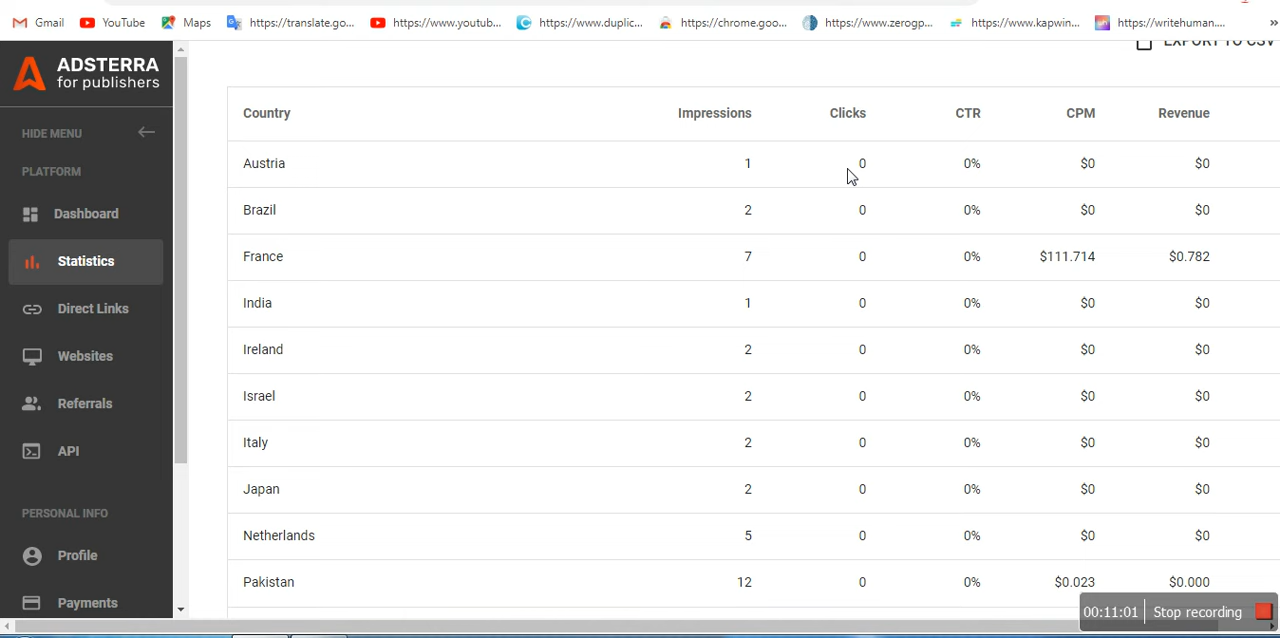 Gmail YouTube Maps https://translate.go... https://www.youtub... https://www.duplic... https://chrome.goo... https://www.zerogp... https://www.kapwin... https://writehuman.... »
EXPORT TO CSV
ADSTERRA
for publishers
HIDE MENU
PLATFORM
Dashboard
Statistics
Direct Links
Websites
Referrals
API
PERSONAL INFO
Profile
Payments
Country Impressions Clicks CTR CPM Revenue
Austria 1 0 0% $0 $0
Brazil 2 0 0% $0 $0
France 7 0 0% $111.714 $0.782
India 1 0 0% $0 $0
Ireland 2 0 0% $0 $0
Israel 2 0 0% $0 $0
Italy 2 0 0% $0 $0
Japan 2 0 0% $0 $0
Netherlands 5 0 0% $0 $0
Pakistan 12 0 0% $0.023 $0.000
00:11:01 Stop recording